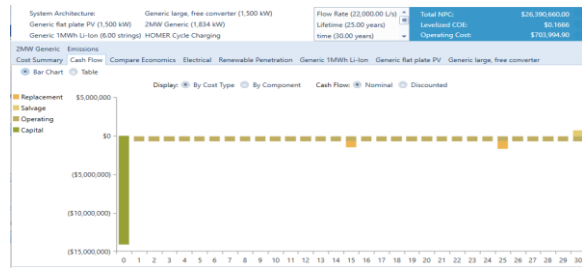 System Architecture: Generic large, free converter (1,500 kW)
Generic flat plate PV (1,500 kW) 2MW Generic (1,834 kW)
Generic 1MWh Li-Ion (6.00 strings) HOMER Cycle Charging
Flow Rate (22,000.00 L/s)
Lifetime (25.00 years)
time (30.00 years)
Total NPC: $26,390,660.00
Levelized COE: $0.1666
Operating Cost: $703,994.90
2MW Generic Emissions
Cost Summary Cash Flow Compare Economics Electrical Renewable Penetration Generic 1MWh Li-Ion Generic flat plate PV Generic large, free converter
Bar Chart Table
Display: By Cost Type By Component Cash Flow: Nominal Discounted
Replacement
Salvage
Operating
Capital
$5,000,000
$0
($5,000,000)
($10,000,000)
($15,000,000)
0 1 2 3 4 5 6 7 8 9 10 11 12 13 14 15 16 17 18 19 20 21 22 23 24 25 26 27 28 29 30